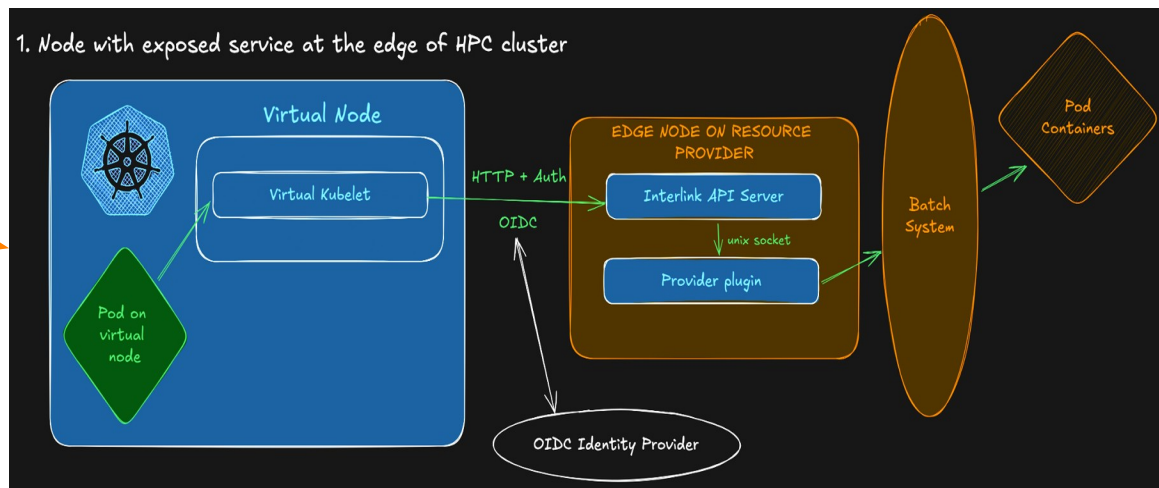 1. Node with exposed service at the edge of HPC cluster
Virtual Node
Virtual Kubelet
Pod on
virtual
node
HTTP + Auth
OIDC
EDGE NODE ON RESOURCE
PROVIDER
Interlink API Server
unix socket
Provider plugin
OIDC Identity Provider
Batch
System
Pod
Containers